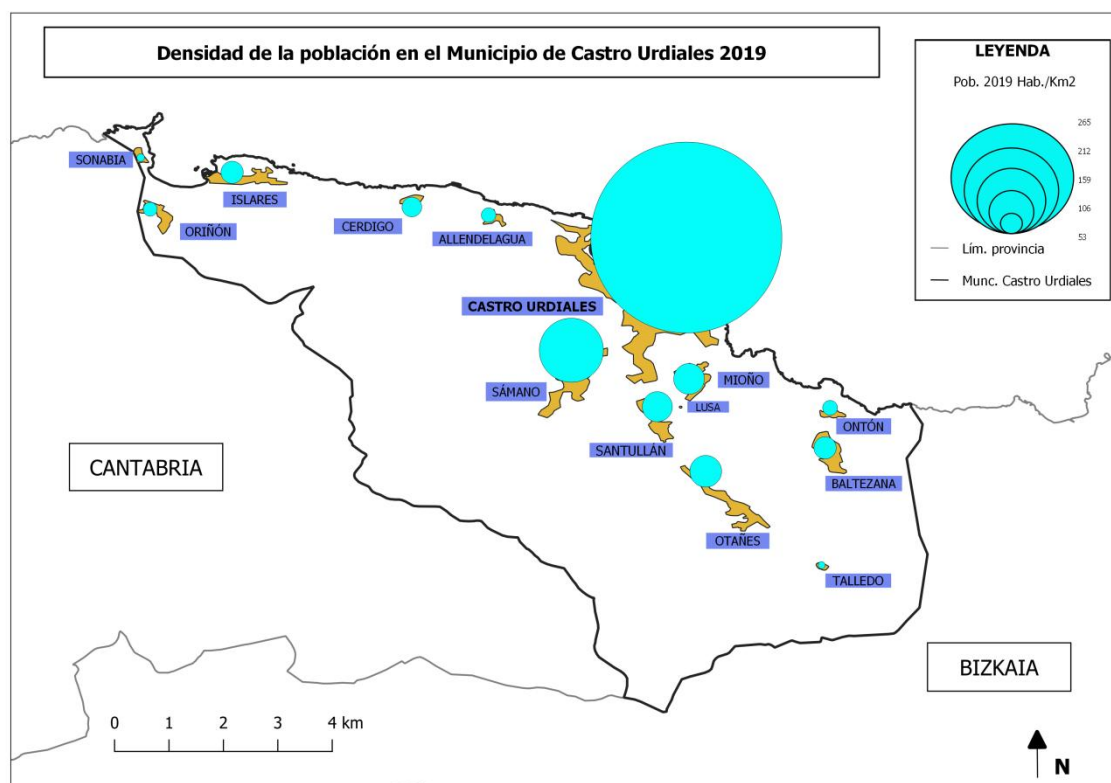 Densidad de la población en el Municipio de Castro Urdiales 2019
LEYENDA
Pob. 2019 Hab./Km2
265
212
159
106
53
Lím. provincia
Munc. Castro Urdiales
SONABIA
ISLARES
ORIÑÓN
CERDIGO
ALLENDELAGUA
CASTRO URDIALES
SÁMANO
MIOÑO
LUSA
SANTULLÁN
ONTÓN
BALTEZANA
OTAÑES
TALLEDO
CANTABRIA
BIZKAIA
0 1 2 3 4 km
N